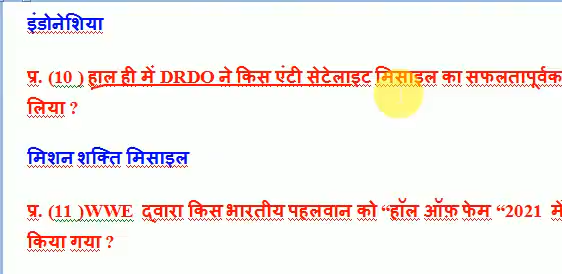 इंडोनेशिया
प्र. (10 ) हाल ही में DRDO ने किस एंटी सेटेलाइट मिसाइल का सफलतापूर्वक
लिया ?
मिशन शक्ति मिसाइल
प्र. (11 )WWE द्वारा किस भारतीय पहलवान को “हॉल ऑफ़ फेम “2021 में
किया गया ?